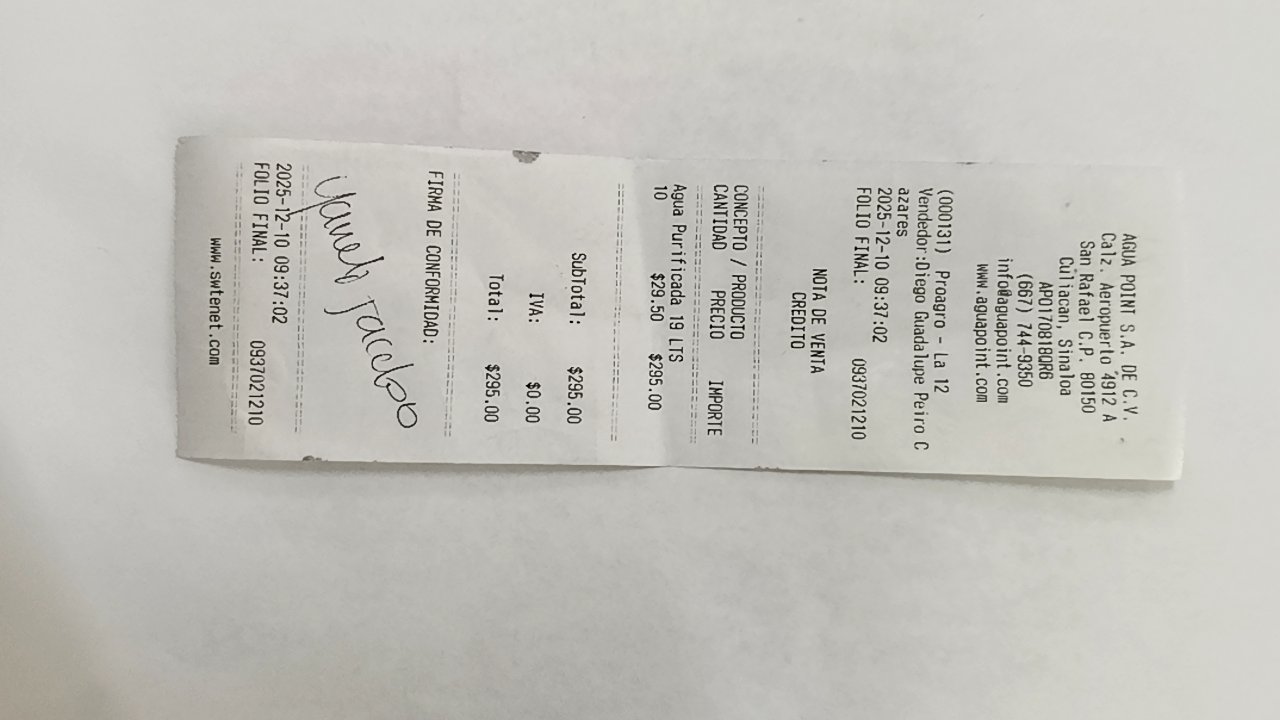 AGUA POINT S.A. DE C.V.
Calz. Aeropuerto 4912 A
San Rafael C.P. 80150
Culiacan, Sinaloa
APO170818QR6
(667) 744-9350
info@aguapoint.com
www.aguapoint.com
(000131) Proagro - La 12
Vendedor:Diego Guadalupe Peiro C
azares
2025-12-10 09:37:02
FOLIO FINAL: 0937021210
NOTA DE VENTA
CREDITO
================================
CONCEPTO / PRODUCTO
CANTIDAD PRECIO IMPORTE
================================
Agua Purificada 19 LTS
10 $29.50 $295.00
================================
SubTotal: $295.00
IVA: $0.00
Total: $295.00
================================
FIRMA DE CONFORMIDAD:
Yaneth Jacobo
================================
2025-12-10 09:37:02
FOLIO FINAL: 0937021210
================================
www.swtenet.com